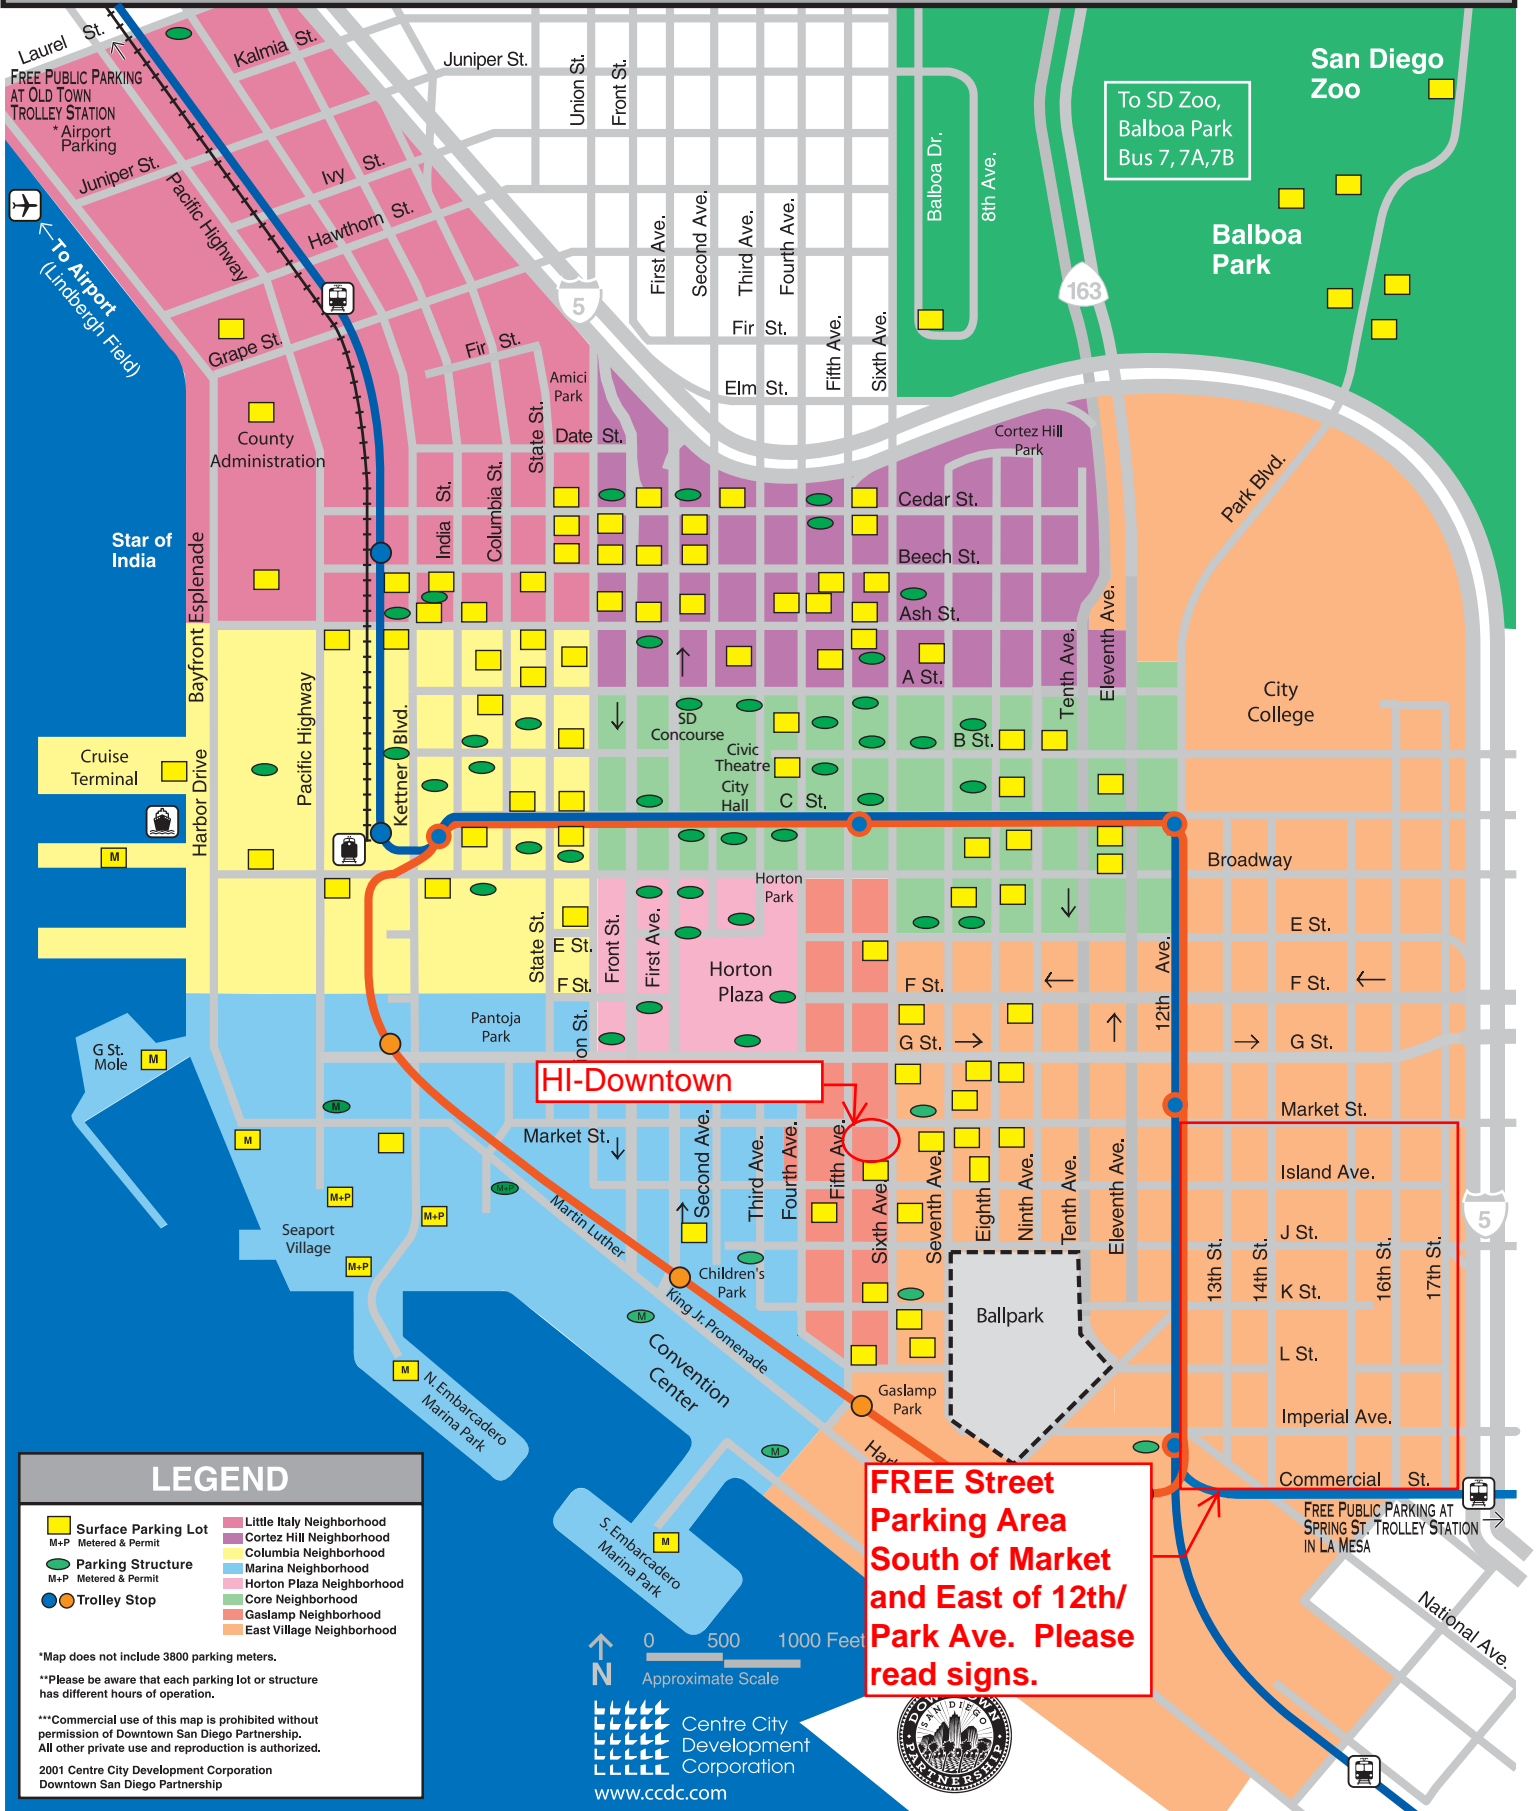 Laurel St.
Kalmia St.
Juniper St.
Union St.
Front St.
FREE PUBLIC PARKING
AT OLD TOWN
TROLLEY STATION
* Airport
Parking
Juniper St.
Ivy St.
Pacific Highway
Hawthorn St.
To Airport
(Lindbergh Field)
Grape St.
Fir St.
First Ave.
Second Ave.
Third Ave.
Fourth Ave.
Fifth Ave.
Sixth Ave.
Balboa Dr.
8th Ave.
San Diego
Zoo
To SD Zoo,
Balboa Park
Bus 7, 7A,7B
Balboa
Park
5
163
Fir St.
Elm St.
Amici
Park
Date St.
State St.
County
Administration
India St.
Columbia St.
Cortez Hill
Park
Cedar St.
Beech St.
Ash St.
A St.
Park Blvd.
Star of
India
Bayfront Esplenade
Pacific Highway
Kettner Blvd.
Tenth Ave.
Eleventh Ave.
City
College
SD
Concourse
Civic
Theatre
City
Hall
B St.
C St.
Cruise
Terminal
Harbor Drive
M
Broadway
Horton
Park
State St.
E St.
F St.
Front St.
First Ave.
Horton
Plaza
12th Ave.
E St.
F St.
F St.
G St.
G St.
G St.
Mole
M
Pantoja
Park
on St.
HI-Downtown
M
M
Market St.
Market St.
Second Ave.
Third Ave.
Fourth Ave.
Fifth Ave.
Sixth Ave.
Seventh Ave.
Eighth
Ninth Ave.
Tenth Ave.
Eleventh Ave.
Island Ave.
M+P
M+P
M+P
M+P
Seaport
Village
Martin Luther
King Jr. Promenade
Children's
Park
J St.
13th St.
14th St.
16th St.
17th St.
5
K St.
L St.
Ballpark
M
Convention
Center
M
N. Embarcadero
Marina Park
M
Gaslamp
Park
Imperial Ave.
Har
Commercial St.
FREE PUBLIC PARKING AT
SPRING ST. TROLLEY STATION
IN LA MESA
S. Embarcadero
Marina Park
M
National Ave.
FREE Street
Parking Area
South of Market
and East of 12th/
Park Ave. Please
read signs.
LEGEND
Surface Parking Lot
M+P Metered & Permit
Parking Structure
M+P Metered & Permit
Trolley Stop
Little Italy Neighborhood
Cortez Hill Neighborhood
Columbia Neighborhood
Marina Neighborhood
Horton Plaza Neighborhood
Core Neighborhood
Gaslamp Neighborhood
East Village Neighborhood
*Map does not include 3800 parking meters.
**Please be aware that each parking lot or structure
has different hours of operation.
***Commercial use of this map is prohibited without
permission of Downtown San Diego Partnership.
All other private use and reproduction is authorized.
2001 Centre City Development Corporation
Downtown San Diego Partnership
N
0 500 1000 Feet
Approximate Scale
Centre City
Development
Corporation
www.ccdc.com
SAN DIEGO
PARTNERSHIP